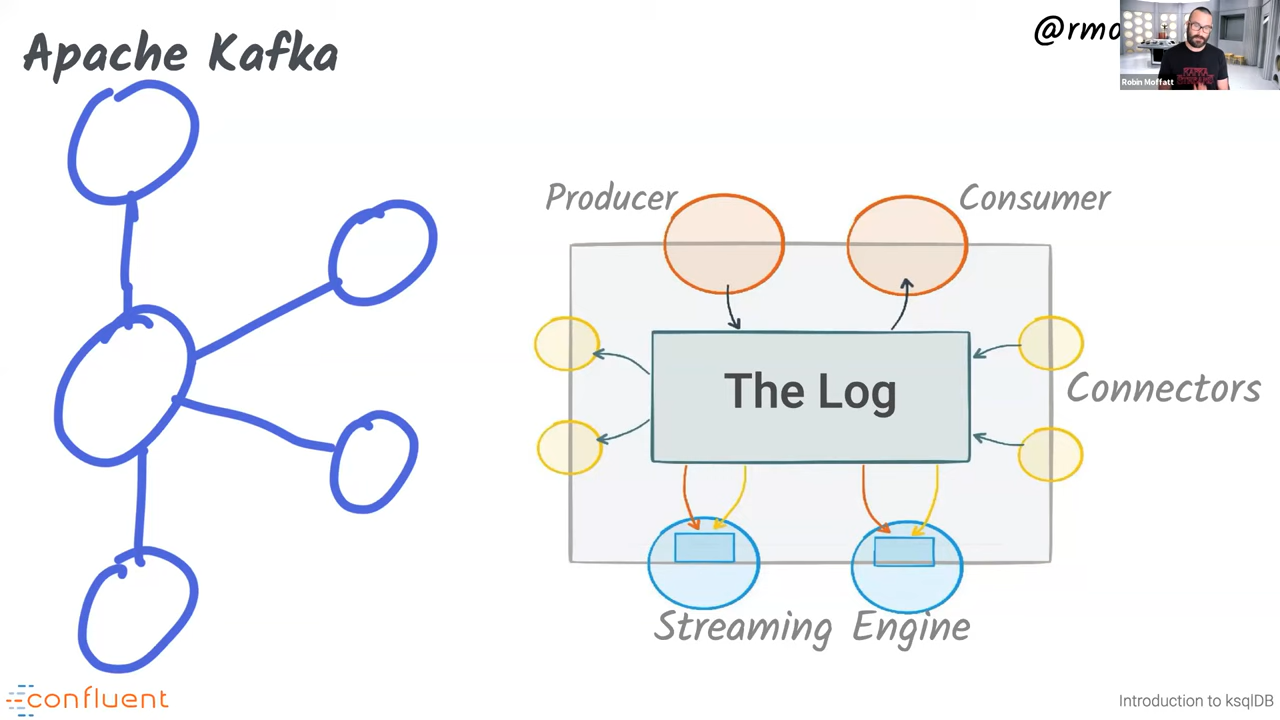 Apache Kafka
@rmo
Robin Moffatt
Producer
Consumer
The Log
Connectors
Streaming Engine
confluent
Introduction to ksqlDB